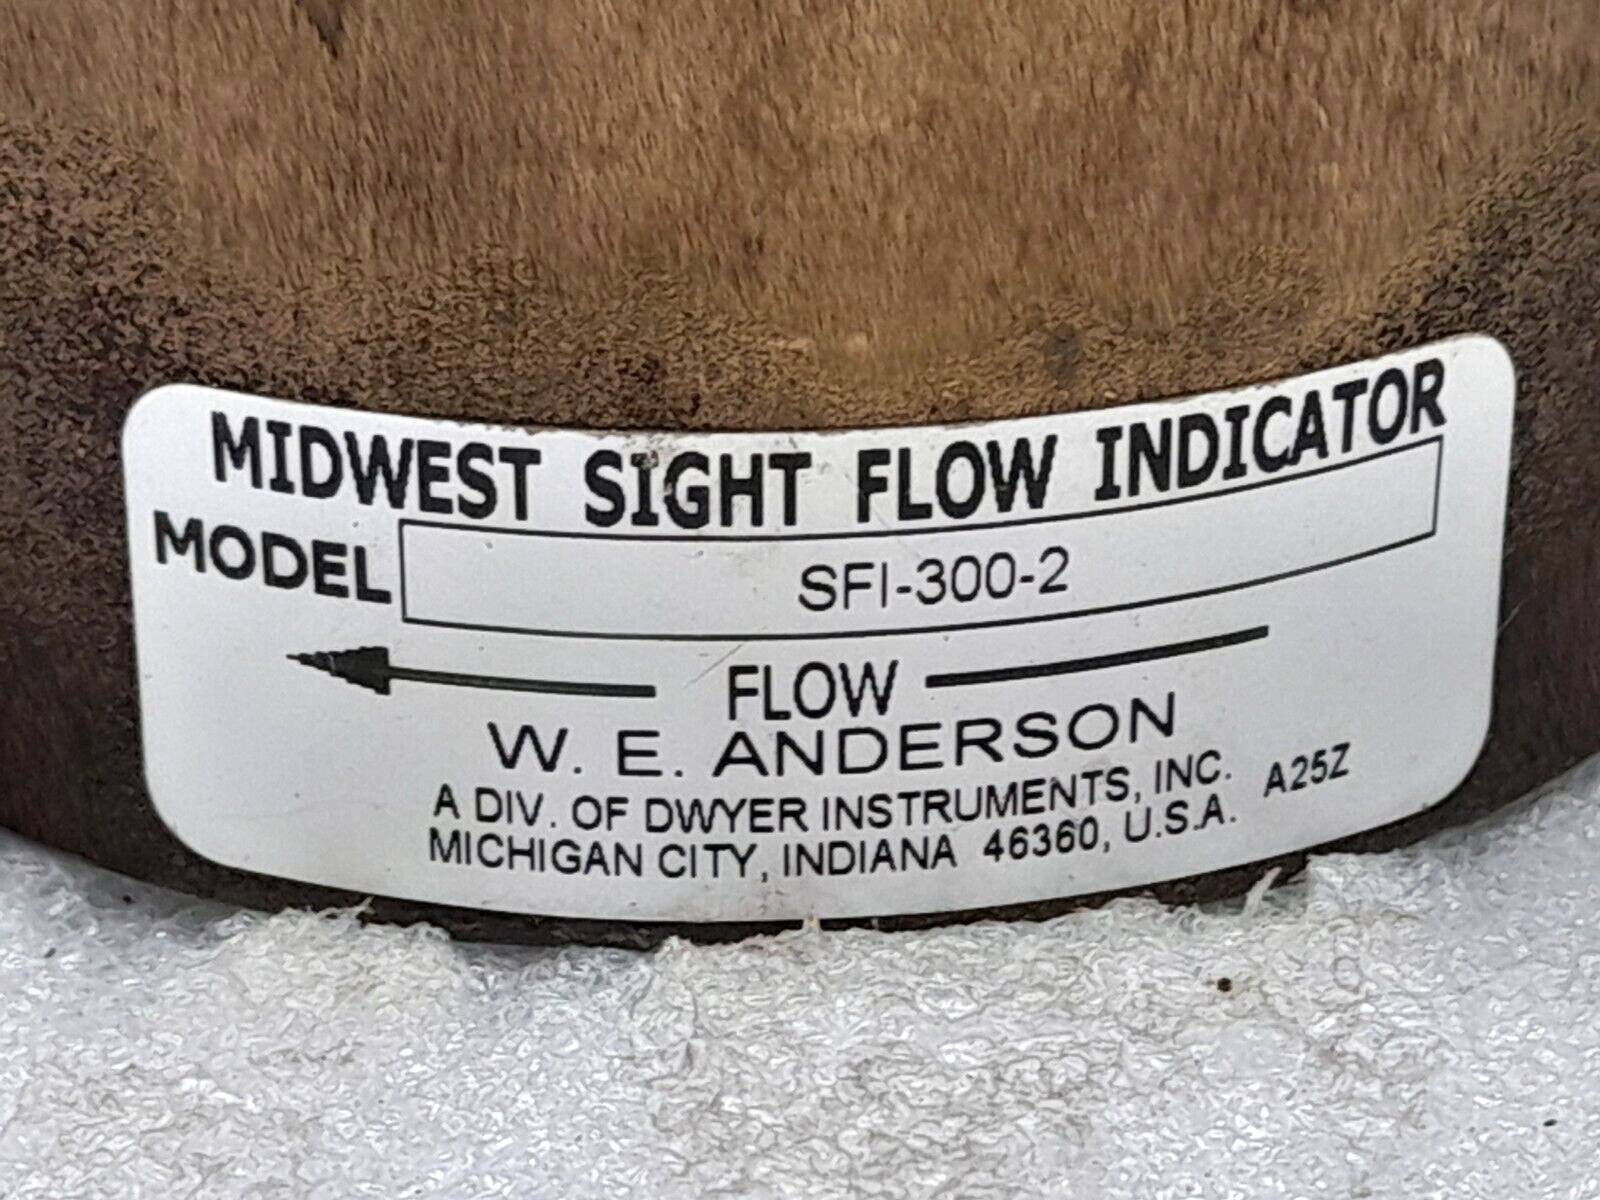 MIDWEST SIGHT FLOW INDICATOR
MODEL SFI-300-2
FLOW
W. E. ANDERSON
A DIV. OF DWYER INSTRUMENTS, INC. A25Z
MICHIGAN CITY, INDIANA 46360, U.S.A.